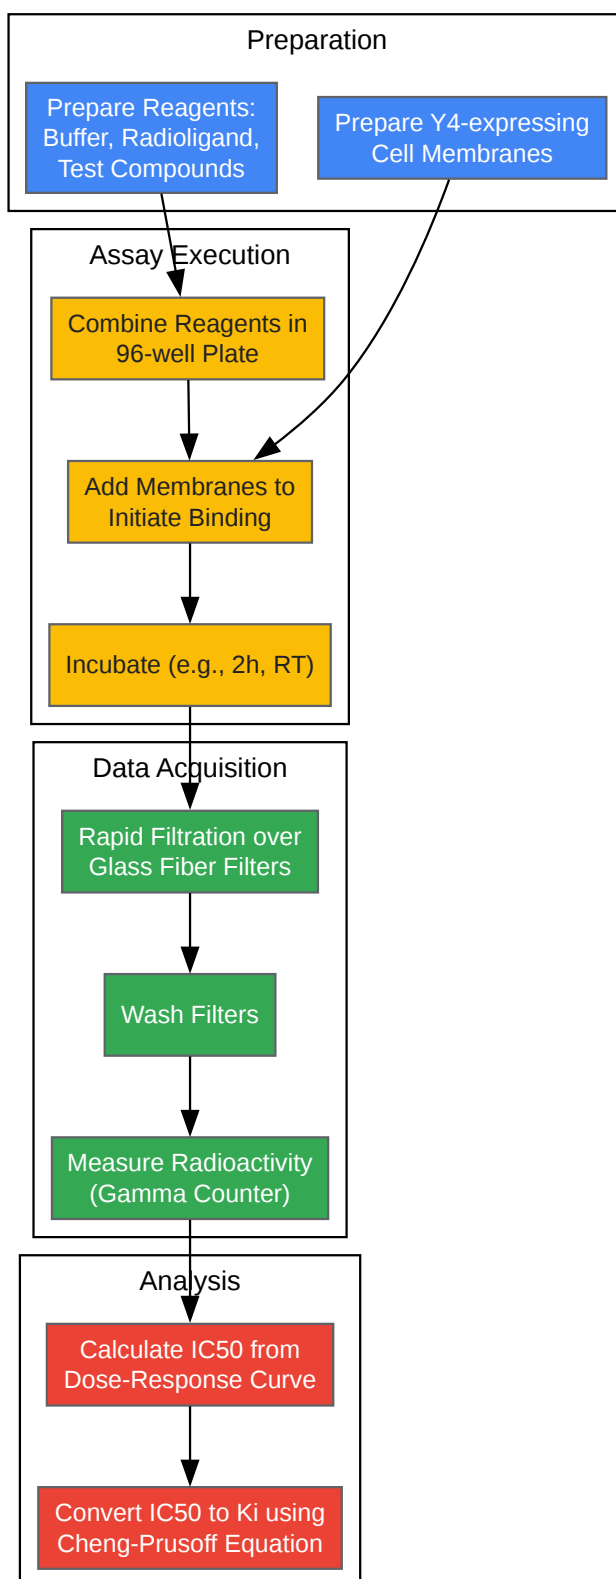 Preparation
Prepare Reagents:
Buffer, Radioligand,
Test Compounds
Prepare Y4-expressing
Cell Membranes
Assay Execution
Combine Reagents in
96-well Plate
Add Membranes to
Initiate Binding
Incubate (e.g., 2h, RT)
Data Acquisition
Rapid Filtration over
Glass Fiber Filters
Wash Filters
Measure Radioactivity
(Gamma Counter)
Analysis
Calculate IC50 from
Dose-Response Curve
Convert IC50 to Ki using
Cheng-Prusoff Equation